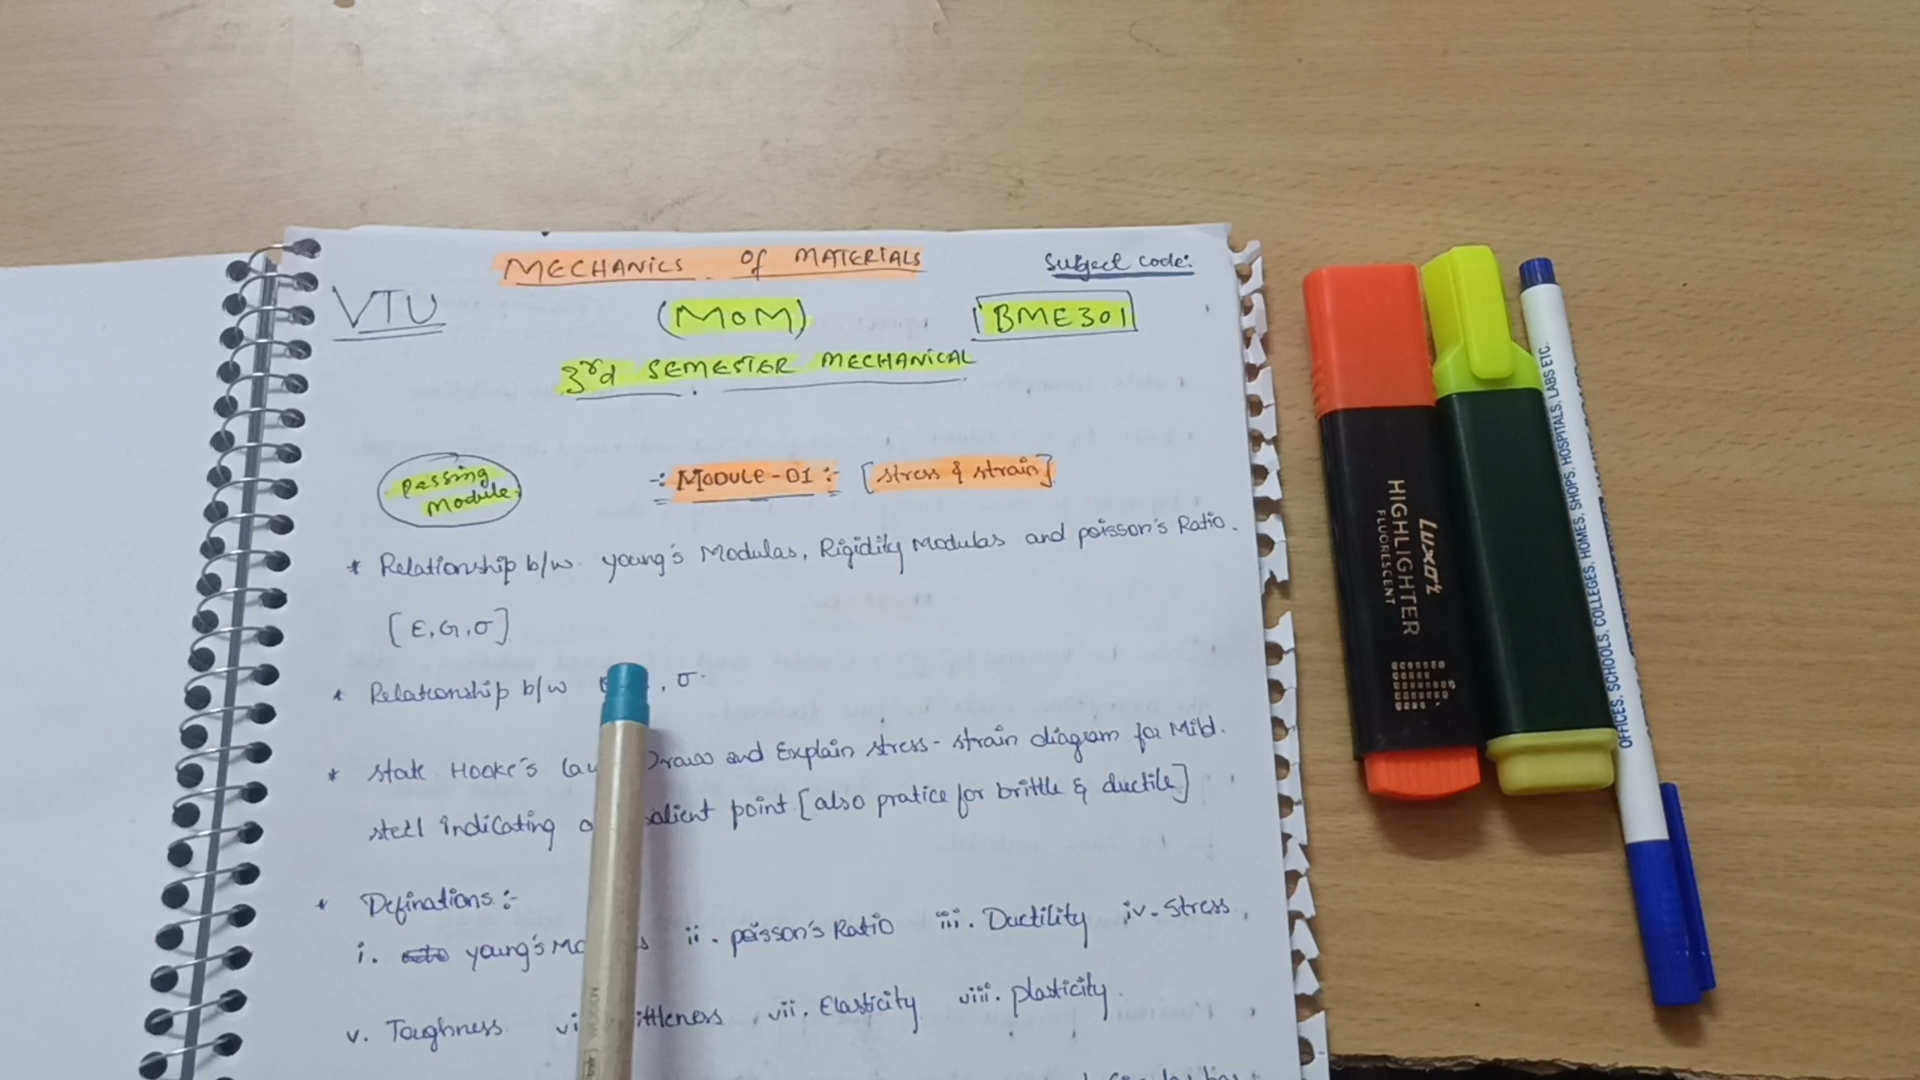 MECHANICS OF MATERIALS
Subject code:
VTU
(MOM)
BME301
3rd SEMESTER MECHANICAL
Passing
Module
-: MODULE-01 :- [stress & strain]
* Relationship b/w young's Modulas, Rigidity Modulas and poisson's Ratio.
[E, G, σ]
* Relationship b/w , σ.
* state Hooke's Draw and Explain stress-strain diagram for Mild.
steel indicating salient point [also pratice for brittle & ductile]
* Definations :-
i. young's ii. poisson's Ratio iii. Ductility iv. stress
v. Toughness vii. Elasticity viii. plasticity.
Luxor
HIGHLIGHTER
FLUORESCENT
OFFICES, SCHOOLS, COLLEGES, HOMES, SHOPS, HOSPITALS, LABS ETC.